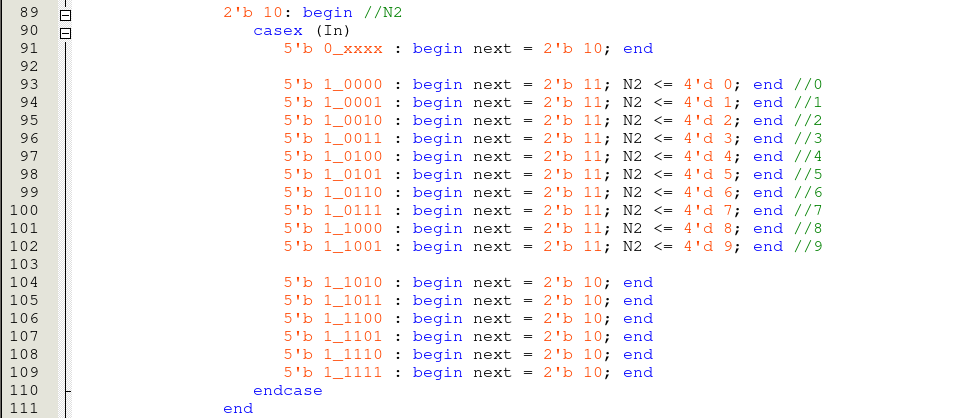 89 2'b 10: begin //N2
90 casex (In)
91 5'b 0_xxxx : begin next = 2'b 10; end
92
93 5'b 1_0000 : begin next = 2'b 11; N2 <= 4'd 0; end //0
94 5'b 1_0001 : begin next = 2'b 11; N2 <= 4'd 1; end //1
95 5'b 1_0010 : begin next = 2'b 11; N2 <= 4'd 2; end //2
96 5'b 1_0011 : begin next = 2'b 11; N2 <= 4'd 3; end //3
97 5'b 1_0100 : begin next = 2'b 11; N2 <= 4'd 4; end //4
98 5'b 1_0101 : begin next = 2'b 11; N2 <= 4'd 5; end //5
99 5'b 1_0110 : begin next = 2'b 11; N2 <= 4'd 6; end //6
100 5'b 1_0111 : begin next = 2'b 11; N2 <= 4'd 7; end //7
101 5'b 1_1000 : begin next = 2'b 11; N2 <= 4'd 8; end //8
102 5'b 1_1001 : begin next = 2'b 11; N2 <= 4'd 9; end //9
103
104 5'b 1_1010 : begin next = 2'b 10; end
105 5'b 1_1011 : begin next = 2'b 10; end
106 5'b 1_1100 : begin next = 2'b 10; end
107 5'b 1_1101 : begin next = 2'b 10; end
108 5'b 1_1110 : begin next = 2'b 10; end
109 5'b 1_1111 : begin next = 2'b 10; end
110 endcase
111 end